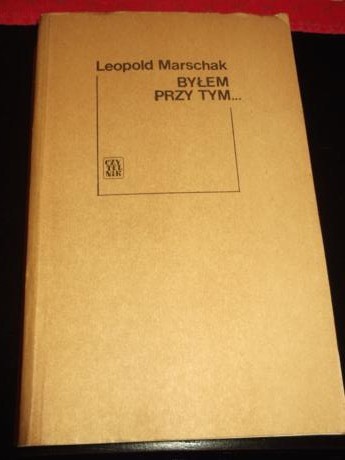 Leopold Marschak
BYŁEM
PRZY TYM...
CZY
TEL
NIK